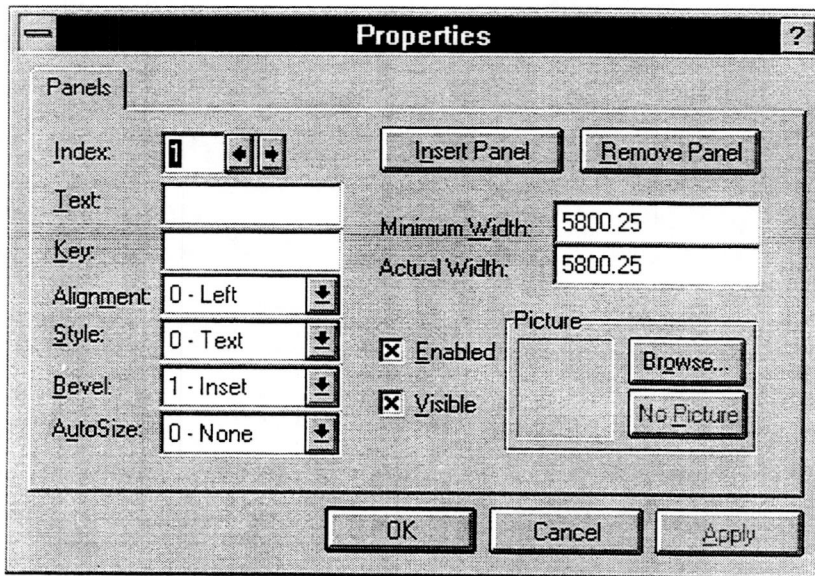 Properties
?
Panels
Index: 1
Insert Panel
Remove Panel
Text:
Key:
Minimum Width: 5800.25
Actual Width: 5800.25
Alignment: 0 - Left
Style: 0 - Text
Bevel: 1 - Inset
AutoSize: 0 - None
Enabled
Visible
Picture
Browse...
No Picture
OK
Cancel
Apply